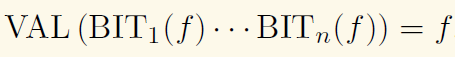 VAL (BIT₁(f) ⋯ BITₙ(f)) = f